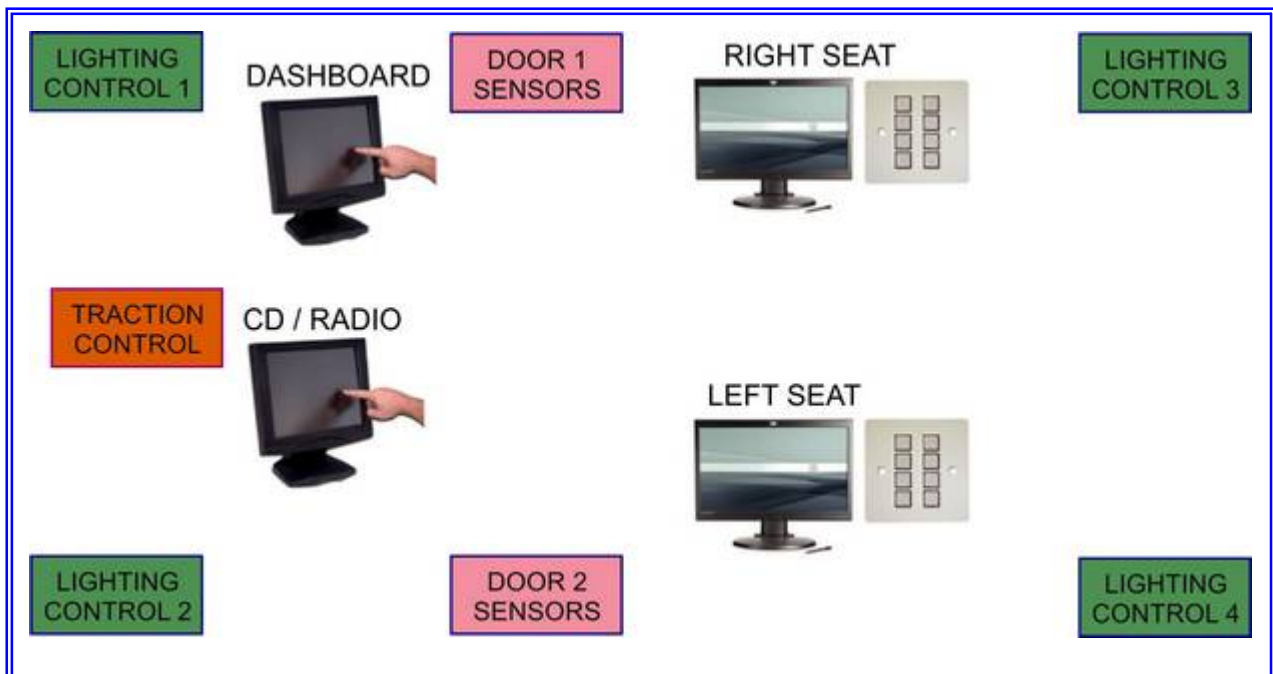 LIGHTING
CONTROL 1
DASHBOARD
DOOR 1
SENSORS
RIGHT SEAT
LIGHTING
CONTROL 3
TRACTION
CONTROL
CD / RADIO
LEFT SEAT
LIGHTING
CONTROL 2
DOOR 2
SENSORS
LIGHTING
CONTROL 4